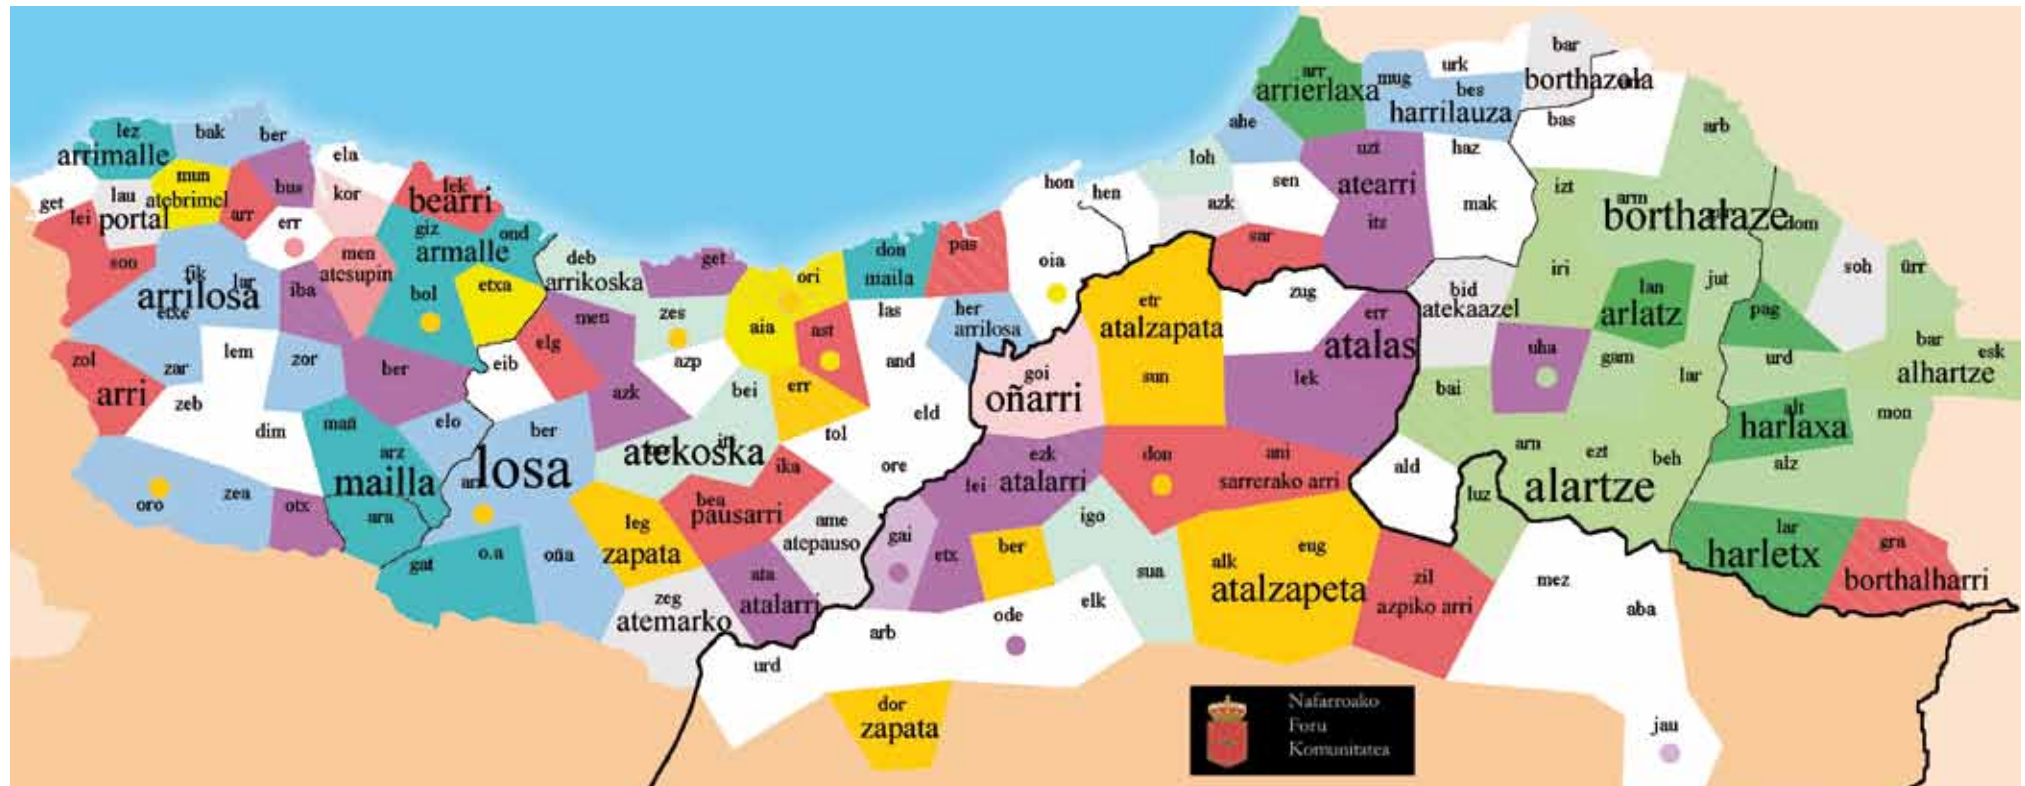 lez
bak
ber
arrimalle
ela
mun
lau
atebrimel
bus
kor
lek
bearri
get
lei
portal
arr
err
giz
ond
armalle
son
fik
lar
arrilosa
etxe
iba
men
atesupin
bol
etxa
deb
arrikoska
get
ori
don
maila
pas
hon
hen
oia
zol
arri
zar
lem
zor
ber
eib
elg
men
zes
azp
aia
ast
las
her
arrilosa
and
zeb
dim
mañ
elo
ber
azk
bei
err
eld
arz
mailla
losa
atekoska
ika
tol
ore
oro
zea
otx
ara
bea
pausarri
leg
zapata
ame
atepauso
gat
o.a
oña
ata
atalarri
zeg
atemarko
arr
arrierlaxa
mug
urk
bes
harrilauza
bar
borthazola
ahe
bas
arb
loh
sen
azk
uzt
atearri
its
haz
mak
izt
arm
borthalaze
dom
sar
iri
lan
arlatz
jut
soh
ürr
zug
bid
atekaazel
pag
etr
atalzapata
err
atalas
uha
gam
lar
urd
bar
esk
alhartze
sun
lek
bai
goi
oñarri
alt
harlaxa
mon
ezk
lei
atalarri
don
ani
sarrerako arri
ald
arn
ezt
beh
alz
luz
alartze
gai
etx
ber
igo
sua
alk
eug
atalzapeta
zil
azpiko arri
mez
aba
lar
harletx
gra
borthalharri
arb
ode
elk
urd
dor
zapata
jau
Nafarroako
Foru
Komunitatea